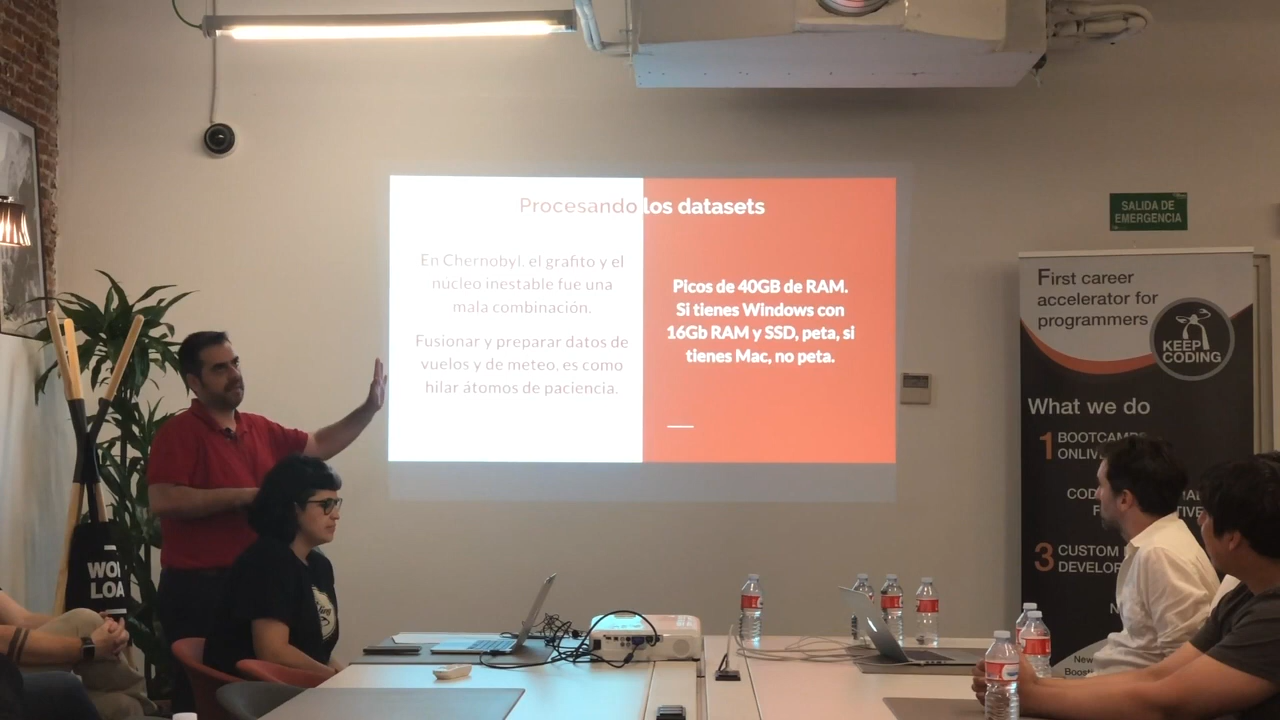 Procesando los datasets
En Chernobyl, el grafito y el
núcleo inestable fue una
mala combinación.
Fusionar y preparar datos de
vuelos y de meteo, es como
hilar átomos de paciencia.
Picos de 40GB de RAM.
Si tienes Windows con
16Gb RAM y SSD, peta, si
tienes Mac, no peta.
SALIDA DE
EMERGENCIA
First career
accelerator for
programmers
KEEP
CODING
What we do
1 BOOTCAMPS
3 CUSTOM
New